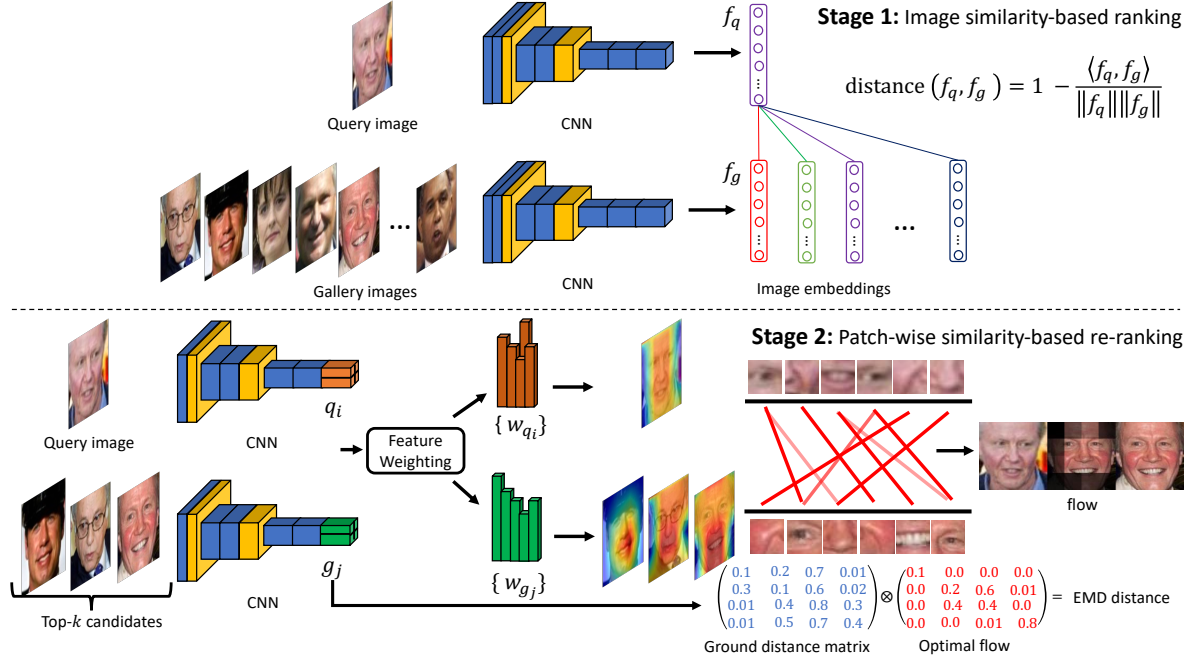 Stage 1: Image similarity-based ranking
f_q
distance (f_q, f_g) = 1 − ⟨f_q, f_g⟩ / ‖f_q‖‖f_g‖
Query image
CNN
f_g
...
...
Gallery images
CNN
Image embeddings
Stage 2: Patch-wise similarity-based re-ranking
q_i
Query image
CNN
{w_{q_i}}
Feature
Weighting
flow
g_j
{w_{g_j}}
CNN
Top-k candidates
0.1 0.2 0.7 0.01
0.3 0.1 0.6 0.02
0.01 0.4 0.8 0.3
0.01 0.5 0.7 0.4
⊗
0.1 0.0 0.0 0.0
0.0 0.2 0.6 0.01
0.0 0.4 0.4 0.0
0.0 0.0 0.01 0.8
= EMD distance
Ground distance matrix
Optimal flow